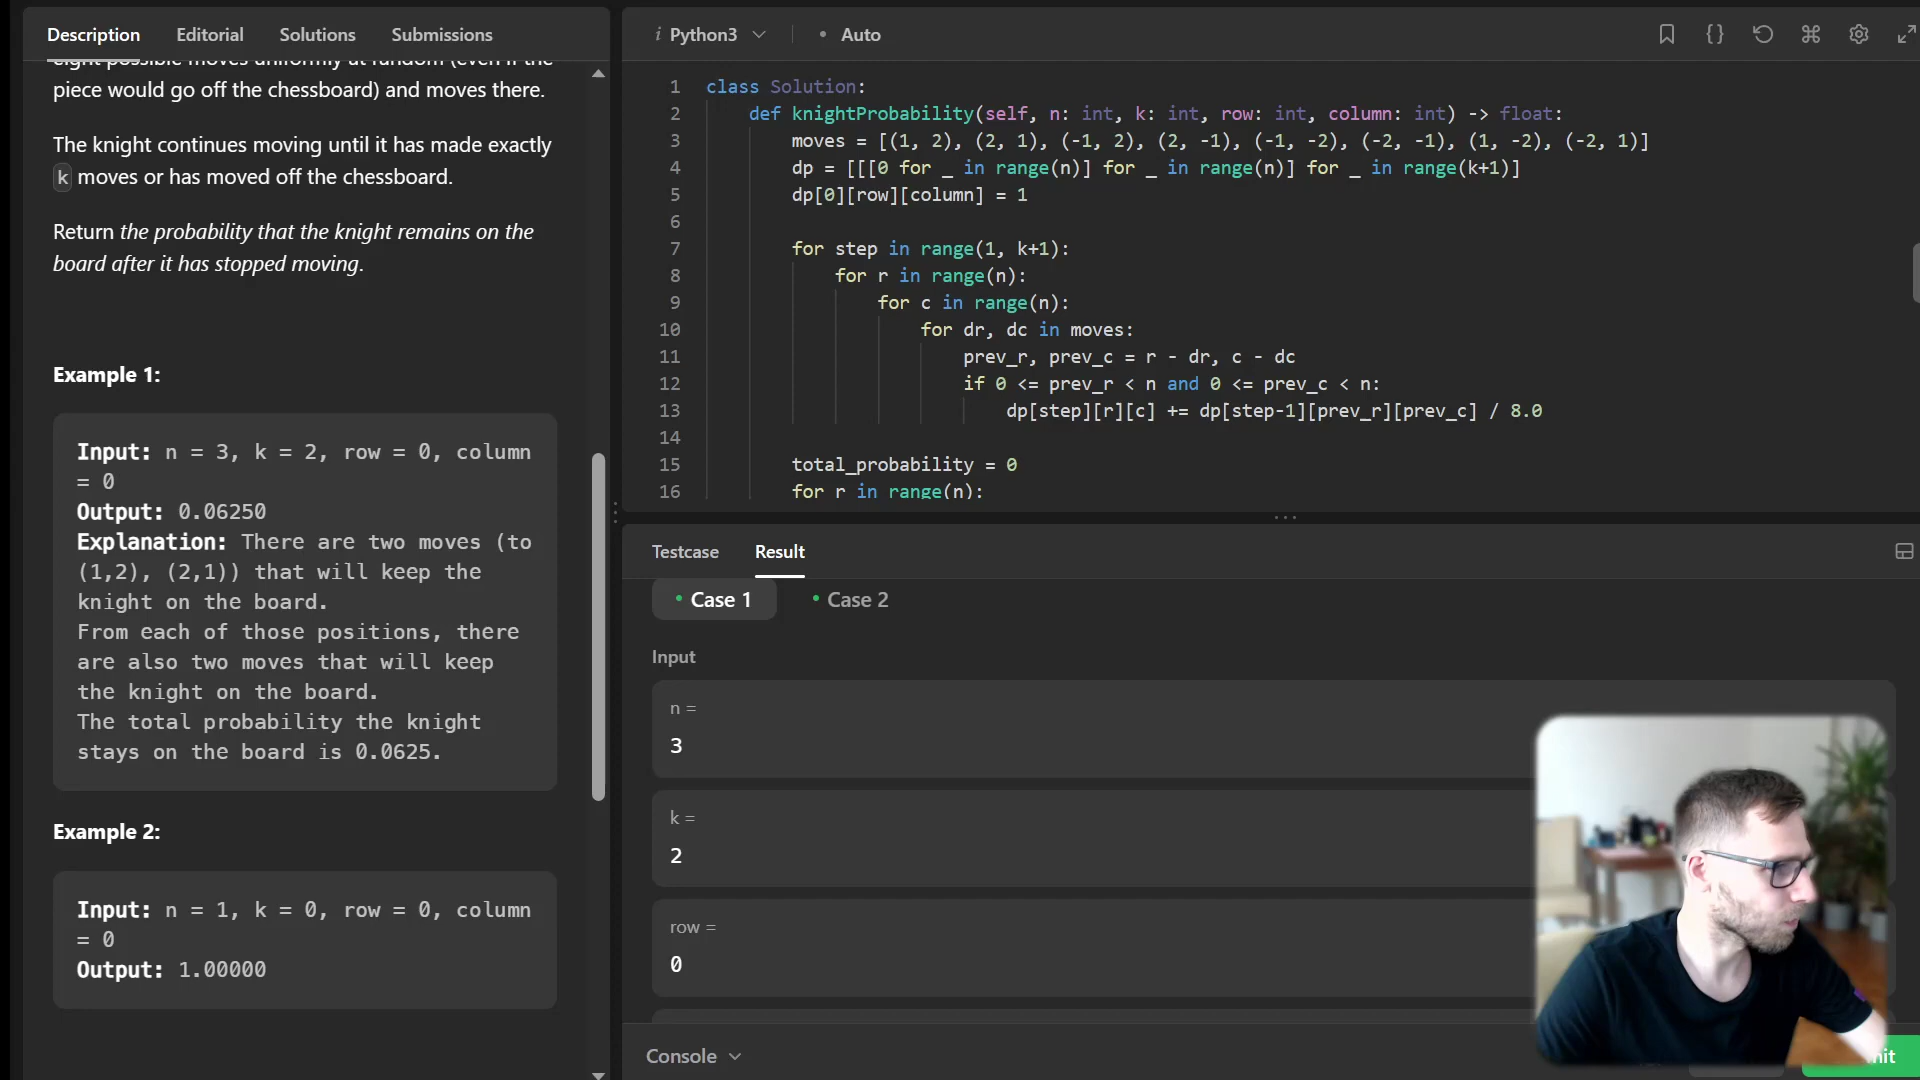 Description Editorial Solutions Submissions
eight possible moves uniformly at random (even if the
piece would go off the chessboard) and moves there.
The knight continues moving until it has made exactly
k moves or has moved off the chessboard.
Return the probability that the knight remains on the
board after it has stopped moving.
Example 1:
Input: n = 3, k = 2, row = 0, column
= 0
Output: 0.06250
Explanation: There are two moves (to
(1,2), (2,1)) that will keep the
knight on the board.
From each of those positions, there
are also two moves that will keep
the knight on the board.
The total probability the knight
stays on the board is 0.0625.
Example 2:
Input: n = 1, k = 0, row = 0, column
= 0
Output: 1.00000
i Python3 • Auto
1 class Solution:
2 def knightProbability(self, n: int, k: int, row: int, column: int) -> float:
3 moves = [(1, 2), (2, 1), (-1, 2), (2, -1), (-1, -2), (-2, -1), (1, -2), (-2, 1)]
4 dp = [[[0 for _ in range(n)] for _ in range(n)] for _ in range(k+1)]
5 dp[0][row][column] = 1
6
7 for step in range(1, k+1):
8 for r in range(n):
9 for c in range(n):
10 for dr, dc in moves:
11 prev_r, prev_c = r - dr, c - dc
12 if 0 <= prev_r < n and 0 <= prev_c < n:
13 dp[step][r][c] += dp[step-1][prev_r][prev_c] / 8.0
14
15 total_probability = 0
16 for r in range(n):
Testcase Result
• Case 1 • Case 2
Input
n =
3
k =
2
row =
0
Console